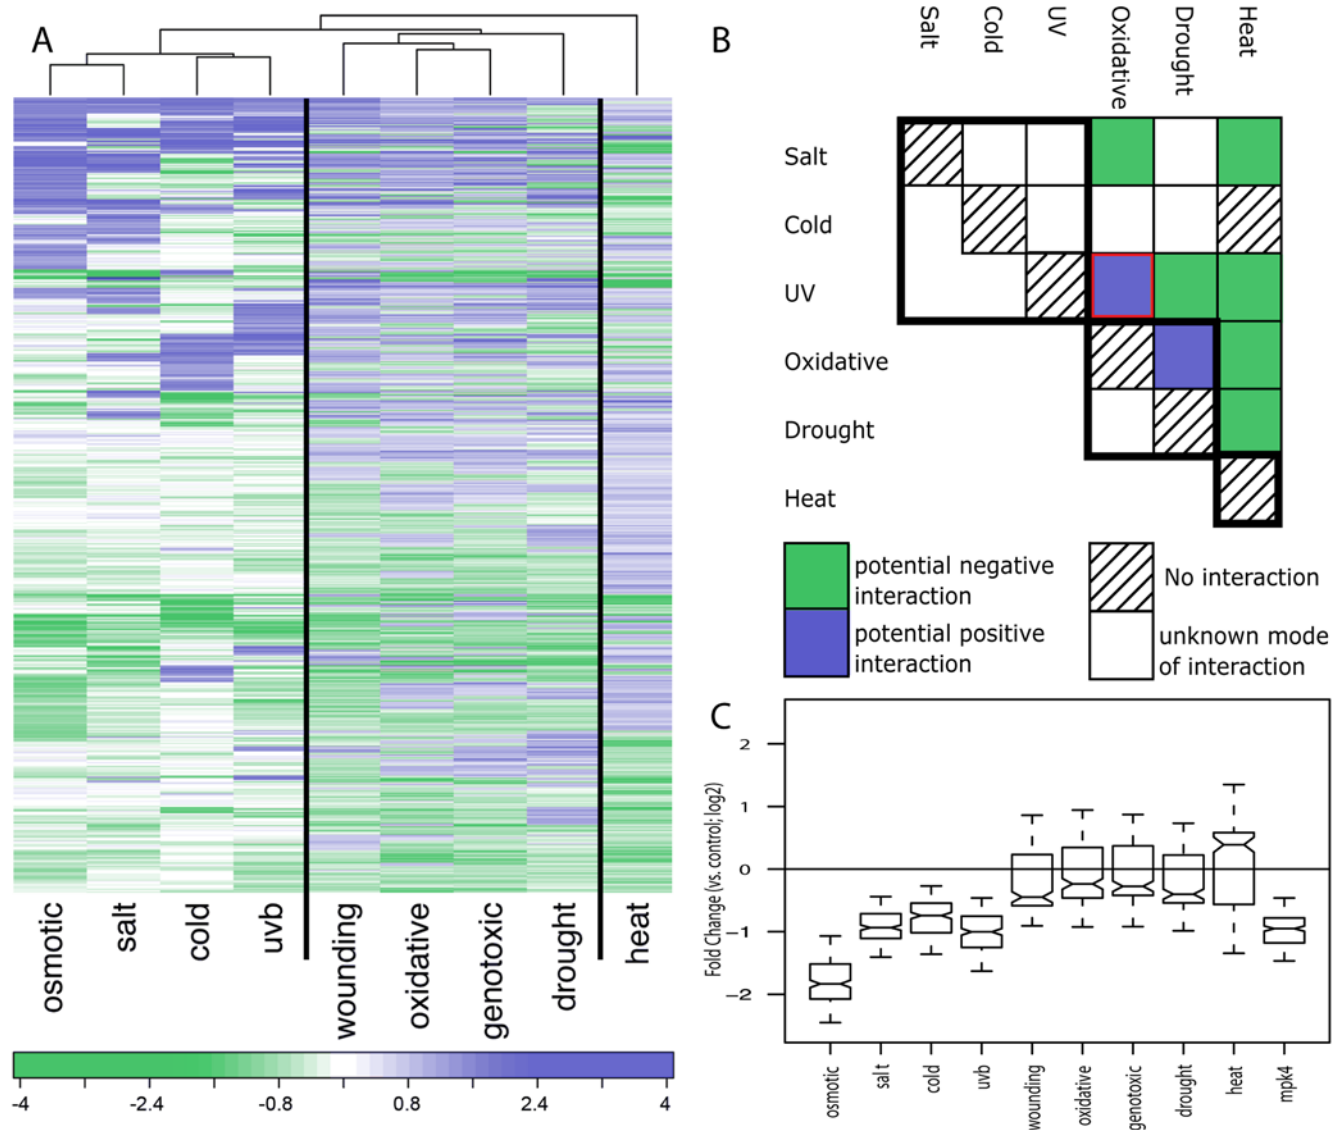 A
osmotic
salt
cold
uvb
wounding
oxidative
genotoxic
drought
heat
-4
-2.4
-0.8
0.8
2.4
4
B
Salt
Cold
UV
Oxidative
Drought
Heat
Salt
Cold
UV
Oxidative
Drought
Heat
potential negative
interaction
potential positive
interaction
No interaction
unknown mode
of interaction
C
Fold Change (vs. control; log2)
2
1
0
−1
−2
osmotic
salt
cold
uvb
wounding
oxidative
genotoxic
drought
heat
mpk4